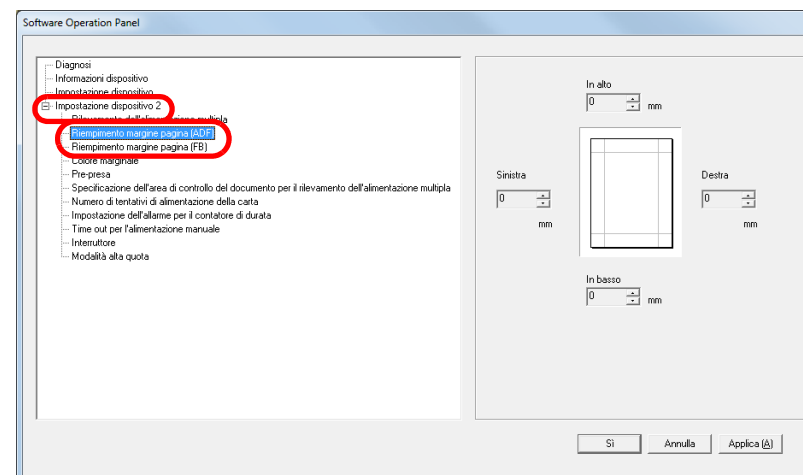 Software Operation Panel
Diagnosi
Informazioni dispositivo
Impostazione dispositivo
Impostazione dispositivo 2
Rilevamento dell'alimentazione multipla
Riempimento margine pagina (ADF)
Riempimento margine pagina (FB)
Colore marginale
Pre-presa
Specificazione dell'area di controllo del documento per il rilevamento dell'alimentazione multipla
Numero di tentativi di alimentazione della carta
Impostazione dell'allarme per il contatore di durata
Time out per l'alimentazione manuale
Interruttore
Modalità alta quota
In alto
0 mm
Sinistra
0
mm
Destra
0
mm
In basso
0 mm
Sì Annulla Applica (A)